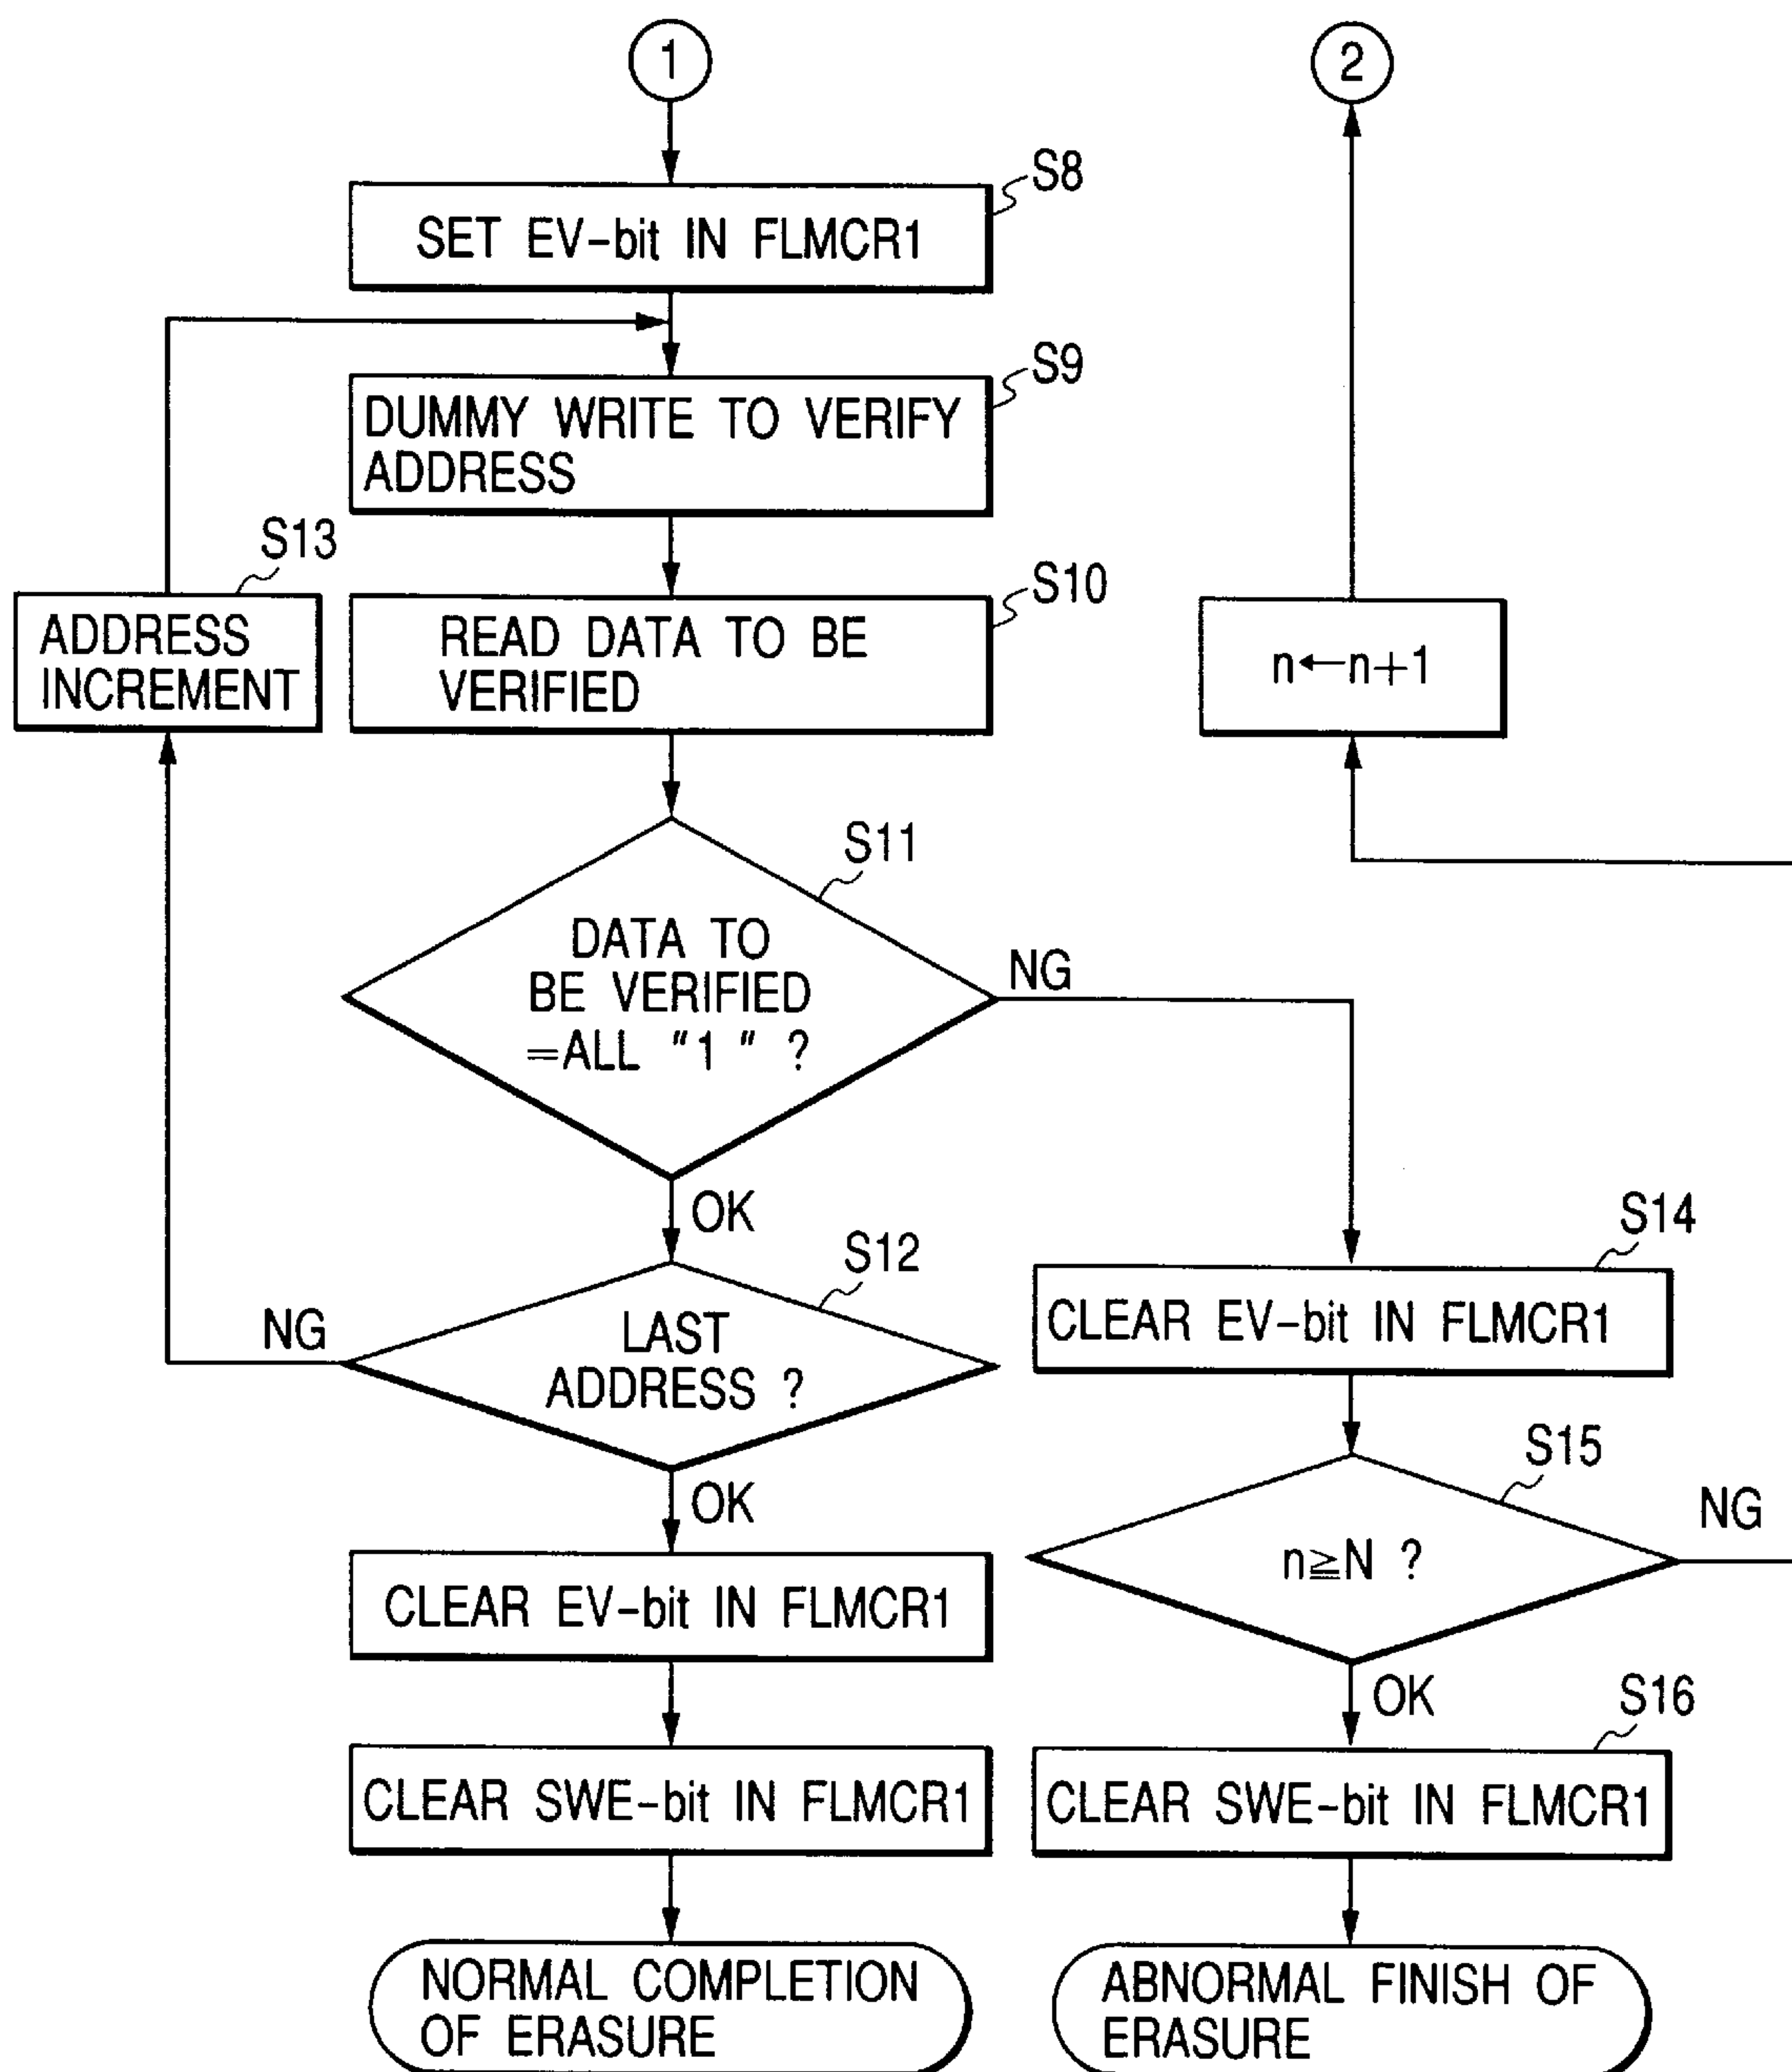 1
2
S8
SET EV-bit IN FLMCR1
S9
DUMMY WRITE TO VERIFY
ADDRESS
S13
ADDRESS
INCREMENT
S10
READ DATA TO BE
VERIFIED
n←n+1
S11
DATA TO
BE VERIFIED
=ALL "1 " ?
NG
OK
S12
LAST
ADDRESS ?
NG
OK
S14
CLEAR EV-bit IN FLMCR1
S15
n≧N ?
NG
OK
CLEAR EV-bit IN FLMCR1
S16
CLEAR SWE-bit IN FLMCR1
CLEAR SWE-bit IN FLMCR1
NORMAL COMPLETION
OF ERASURE
ABNORMAL FINISH OF
ERASURE